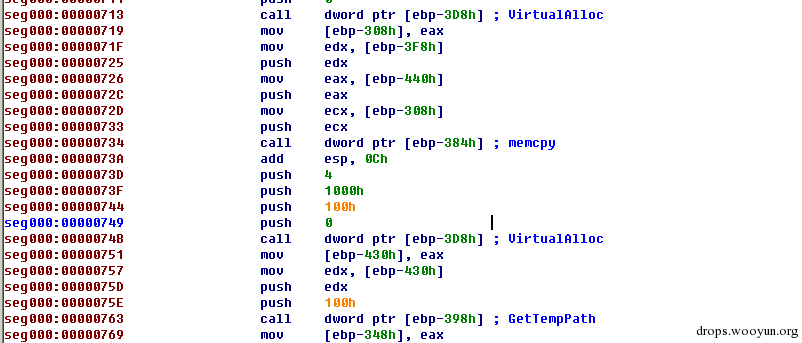 push 0
seg000:00000713 call dword ptr [ebp-3D8h] ; VirtualAlloc
seg000:00000719 mov [ebp-308h], eax
seg000:0000071F mov edx, [ebp-3F8h]
seg000:00000725 push edx
seg000:00000726 mov eax, [ebp-440h]
seg000:0000072C push eax
seg000:0000072D mov ecx, [ebp-308h]
seg000:00000733 push ecx
seg000:00000734 call dword ptr [ebp-384h] ; memcpy
seg000:0000073A add esp, 0Ch
seg000:0000073D push 4
seg000:0000073F push 1000h
seg000:00000744 push 100h
seg000:00000749 push 0
seg000:0000074B call dword ptr [ebp-3D8h] ; VirtualAlloc
seg000:00000751 mov [ebp-430h], eax
seg000:00000757 mov edx, [ebp-430h]
seg000:0000075D push edx
seg000:0000075E push 100h
seg000:00000763 call dword ptr [ebp-398h] ; GetTempPath
seg000:00000769 mov [ebp-348h], eax
drops.wooyun.org